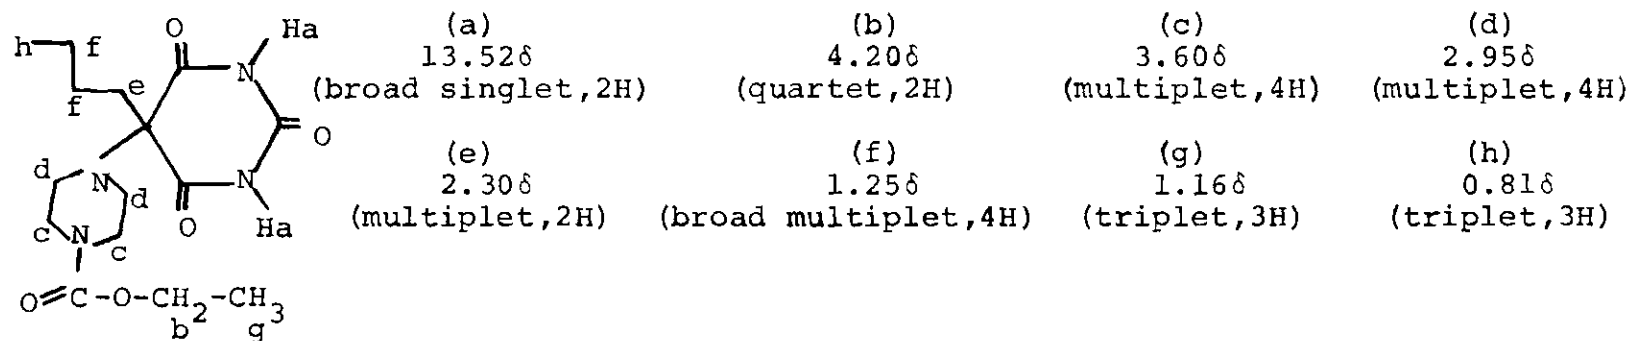 (a) (b) (c) (d)
13.52δ 4.20δ 3.60δ 2.95δ
(broad singlet,2H) (quartet,2H) (multiplet,4H) (multiplet,4H)
(e) (f) (g) (h)
2.30δ 1.25δ 1.16δ 0.81δ
(multiplet,2H) (broad multiplet,4H) (triplet,3H) (triplet,3H)
h f O Ha
e N
f O
d N d N
c N c O Ha
O=C-O-CH2-CH3
b g